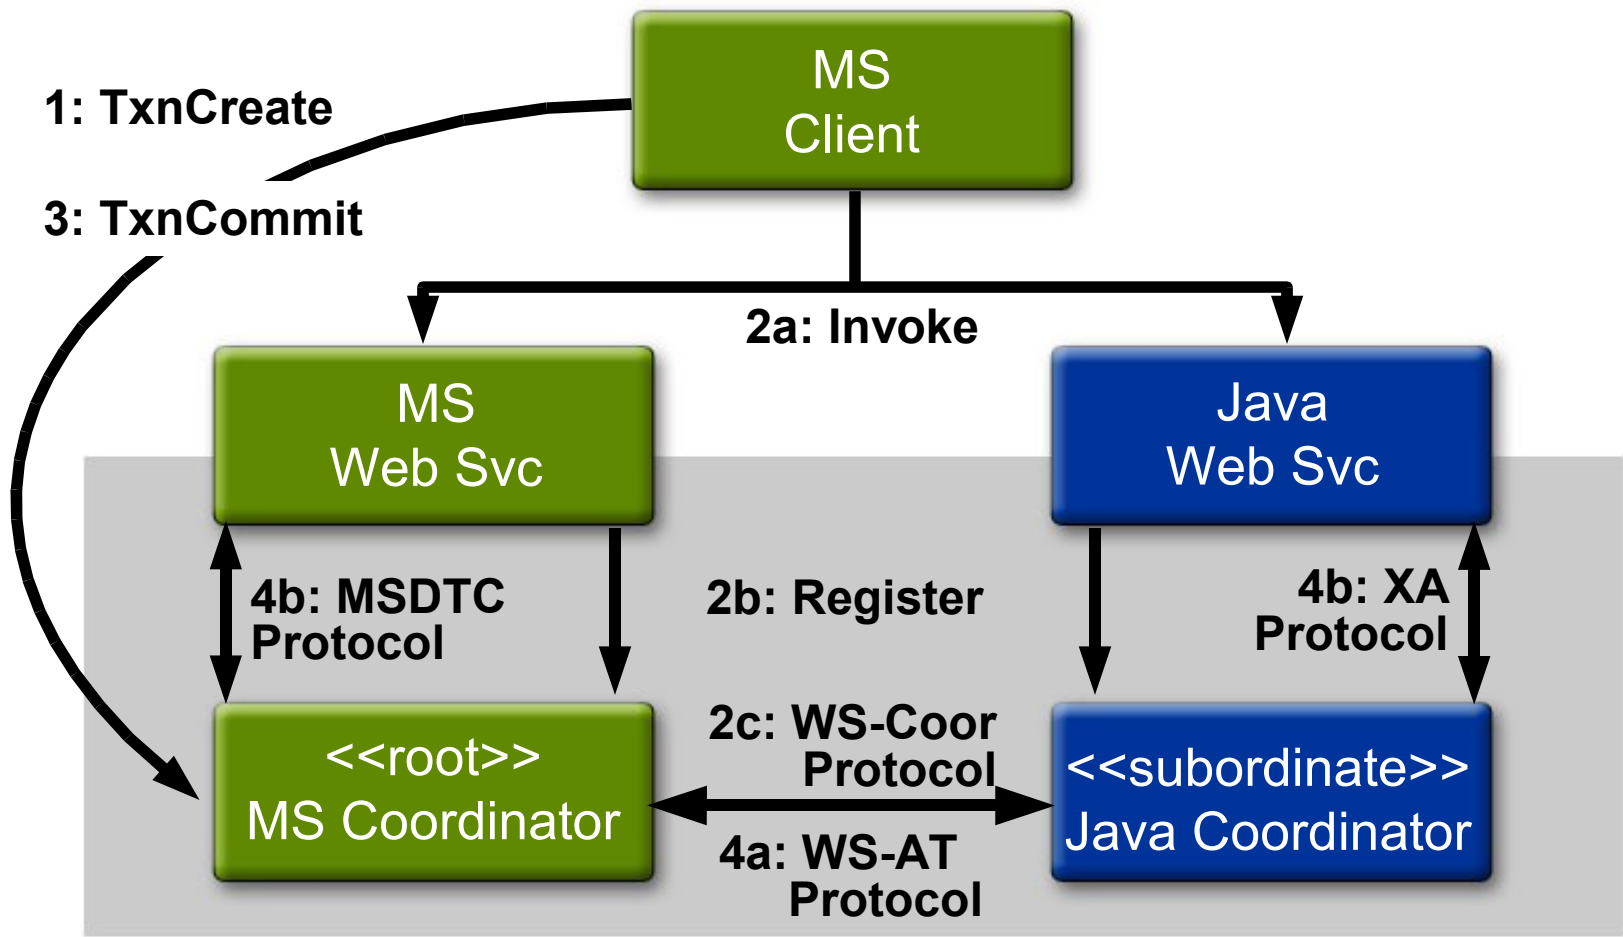 MS
Client
1: TxnCreate
3: TxnCommit
2a: Invoke
MS
Web Svc
Java
Web Svc
4b: MSDTC
Protocol
2b: Register
4b: XA
Protocol
<<root>>
MS Coordinator
2c: WS-Coor
Protocol
4a: WS-AT
Protocol
<<subordinate>>
Java Coordinator